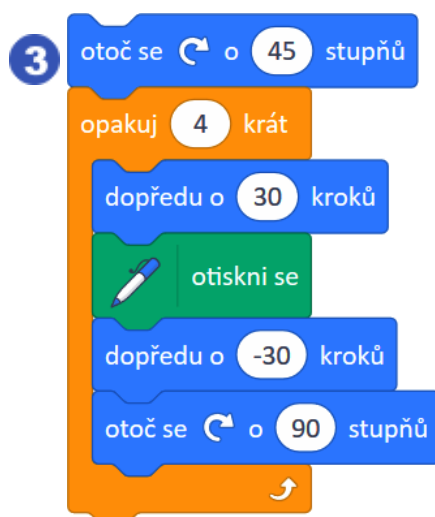 3 otoč se o 45 stupňů
opakuj 4 krát
dopředu o 30 kroků
otiskni se
dopředu o -30 kroků
otoč se o 90 stupňů